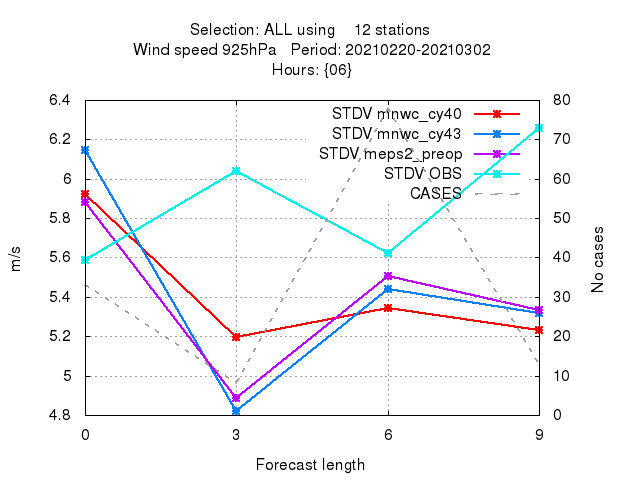 Selection: ALL using    12 stations
Wind speed 925hPa   Period: 20210220-20210302
Hours: {06}
6.4
6.2
6
5.8
5.6
5.4
5.2
5
4.8
m/s
STDV mnwc_cy40
STDV mnwc_cy43
STDV meps2_preop
STDV OBS
CASES
80
70
60
50
40
30
20
10
0
No cases
0 3 6 9
Forecast length